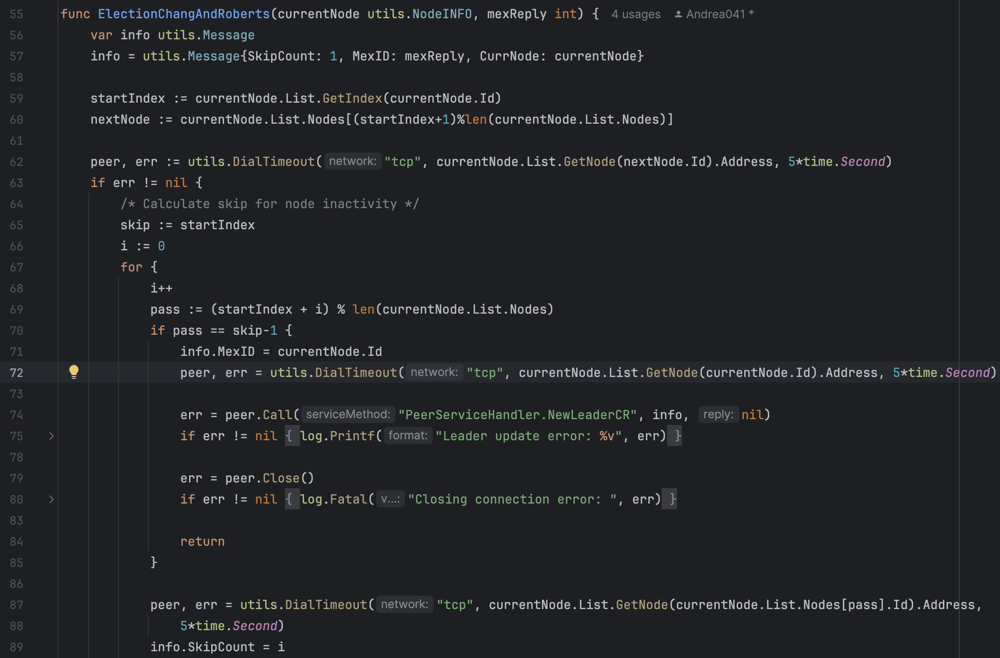 55 func ElectionChangAndRoberts(currentNode utils.NodeINFO, mexReply int) { 4 usages Andrea041 *
56 var info utils.Message
57 info = utils.Message{SkipCount: 1, MexID: mexReply, CurrNode: currentNode}
58
59 startIndex := currentNode.List.GetIndex(currentNode.Id)
60 nextNode := currentNode.List.Nodes[(startIndex+1)%len(currentNode.List.Nodes)]
61
62 peer, err := utils.DialTimeout( network: "tcp", currentNode.List.GetNode(nextNode.Id).Address, 5*time.Second)
63 if err != nil {
64 /* Calculate skip for node inactivity */
65 skip := startIndex
66 i := 0
67 for {
68 i++
69 pass := (startIndex + i) % len(currentNode.List.Nodes)
70 if pass == skip-1 {
71 info.MexID = currentNode.Id
72 peer, err = utils.DialTimeout( network: "tcp", currentNode.List.GetNode(currentNode.Id).Address, 5*time.Second)
73
74 err = peer.Call( serviceMethod: "PeerServiceHandler.NewLeaderCR", info, reply: nil)
75 if err != nil { log.Printf( format: "Leader update error: %v", err) }
78
79 err = peer.Close()
80 if err != nil { log.Fatal( v...: "Closing connection error: ", err) }
83
84 return
85 }
86
87 peer, err = utils.DialTimeout( network: "tcp", currentNode.List.GetNode(currentNode.List.Nodes[pass].Id).Address,
88 5*time.Second)
89 info.SkipCount = i